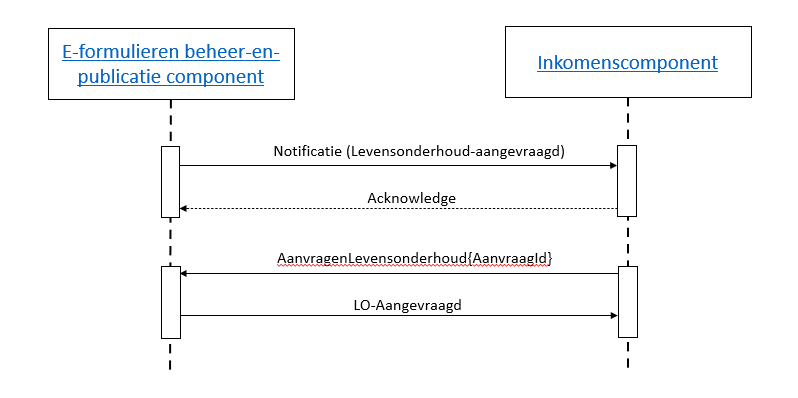 E-formulieren beheer-en-
publicatie component
Inkomenscomponent
Notificatie (Levensonderhoud-aangevraagd)
Acknowledge
AanvragenLevensonderhoud{AanvraagId}
LO-Aangevraagd